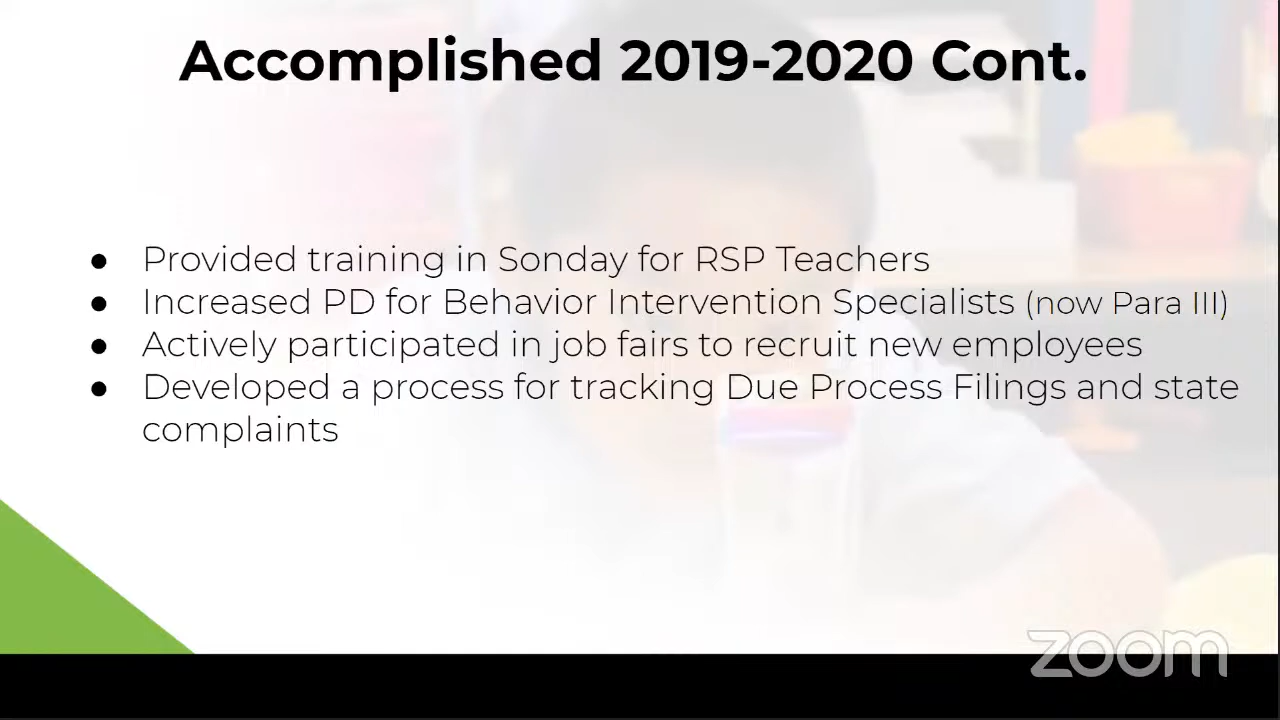 Accomplished 2019-2020 Cont.
● Provided training in Sonday for RSP Teachers
● Increased PD for Behavior Intervention Specialists (now Para III)
● Actively participated in job fairs to recruit new employees
● Developed a process for tracking Due Process Filings and state
complaints
zoom